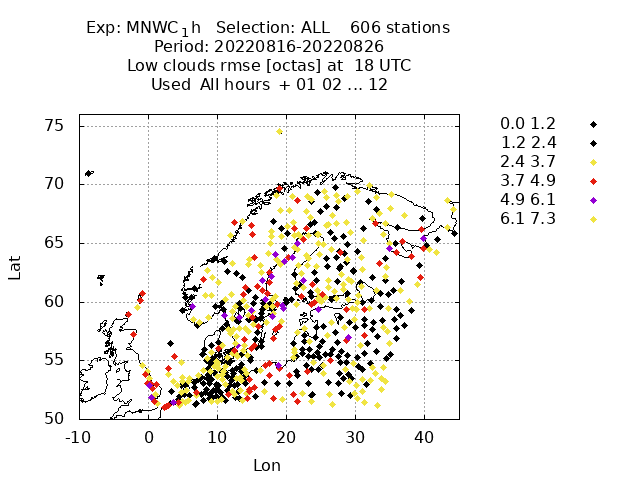 Exp: MNWC1h Selection: ALL 606 stations
Period: 20220816-20220826
Low clouds rmse [octas] at 18 UTC
Used All hours + 01 02 ... 12
0.0 1.2
1.2 2.4
2.4 3.7
3.7 4.9
4.9 6.1
6.1 7.3
75
70
65
60
55
50
Lat
-10 0 10 20 30 40
Lon